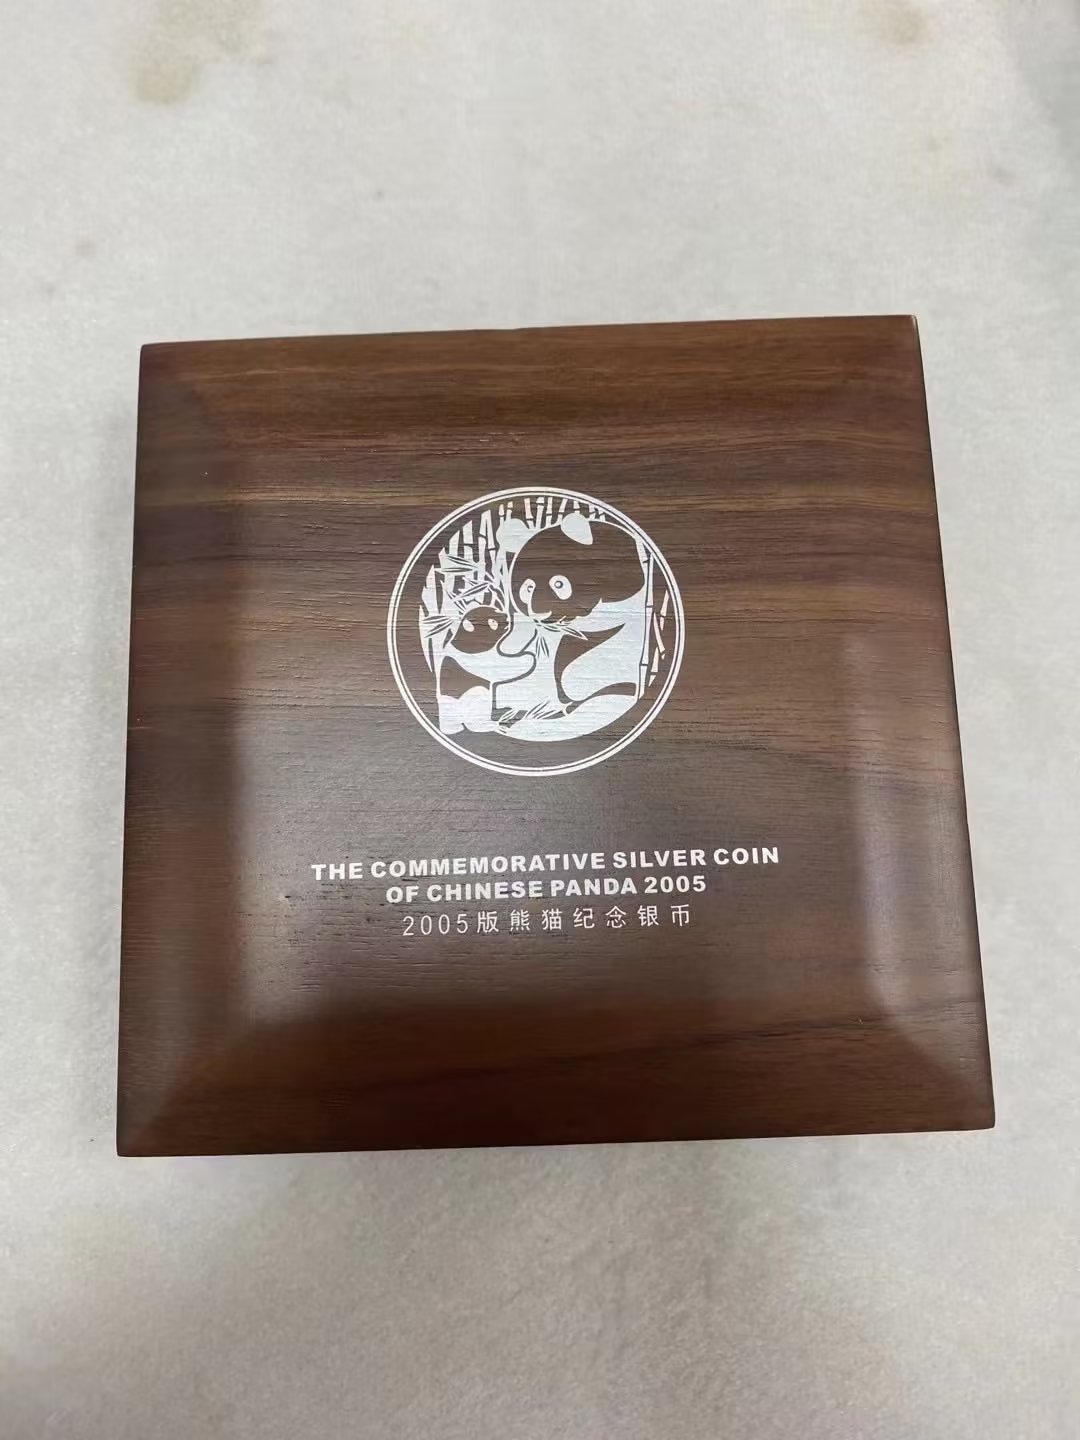 THE COMMEMORATIVE SILVER COIN
OF CHINESE PANDA 2005
2005版熊猫纪念银币